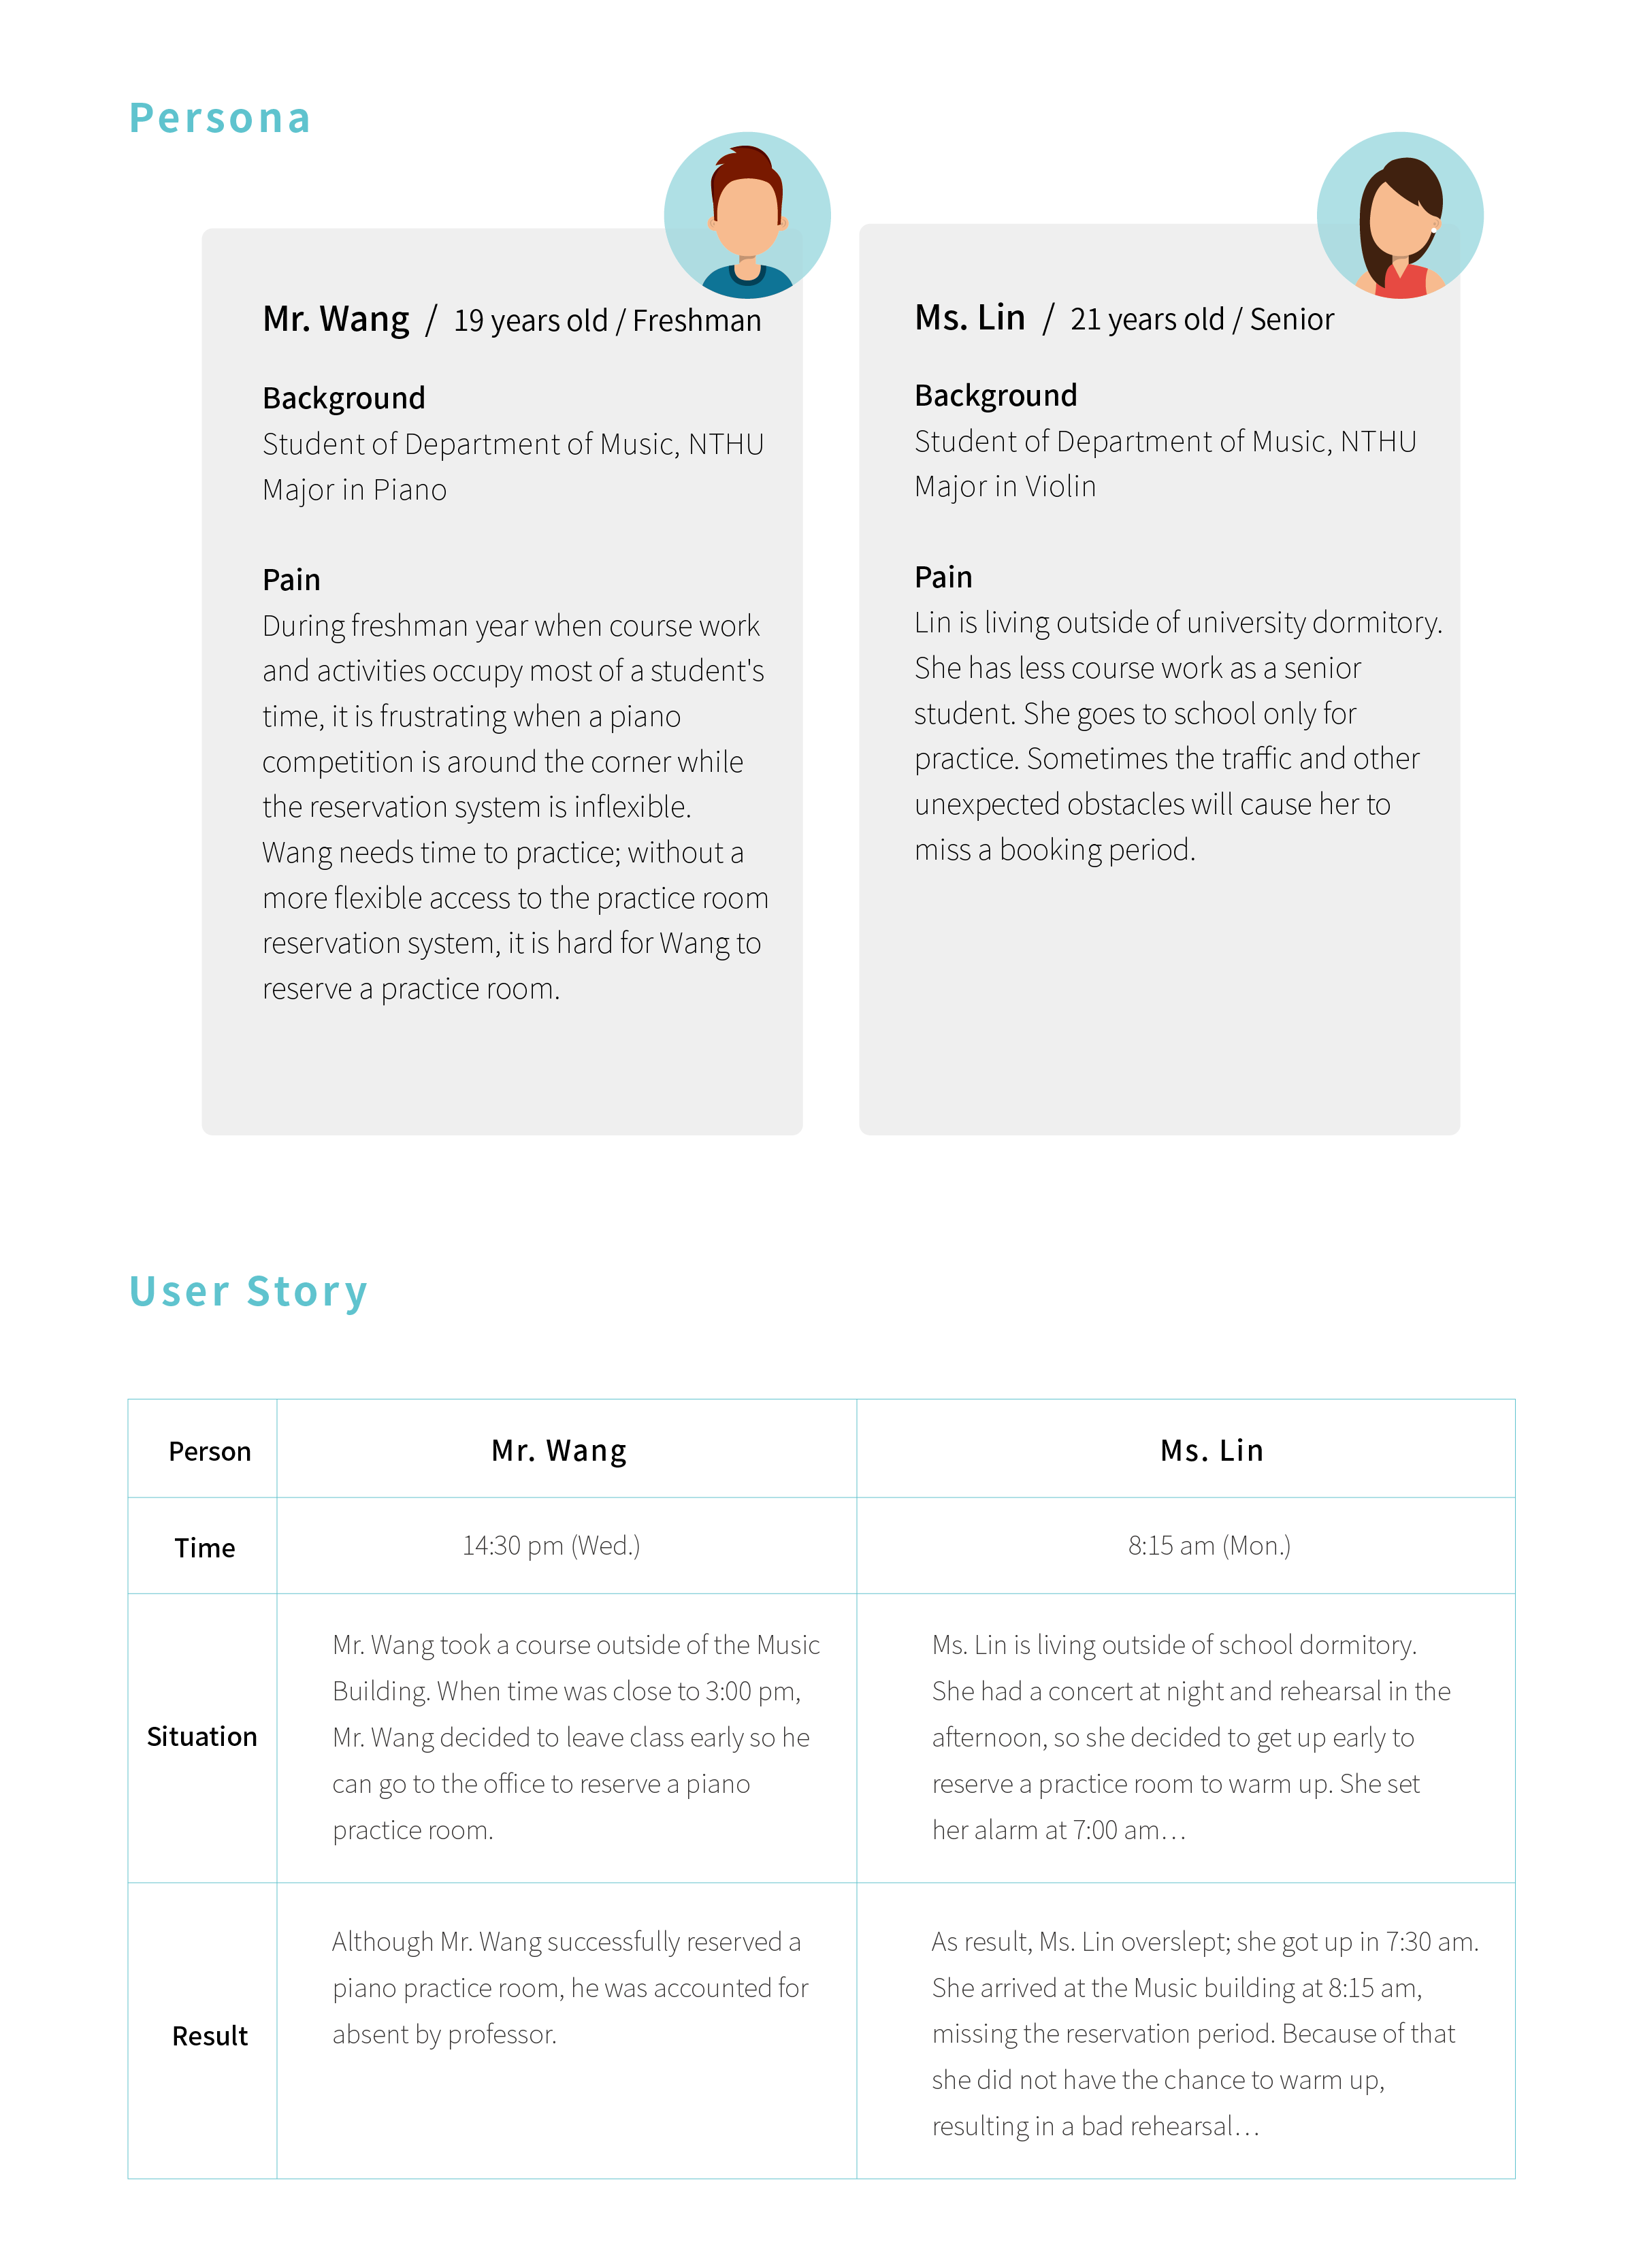 Persona
Mr. Wang / 19 years old / Freshman
Background
Student of Department of Music, NTHU
Major in Piano
Pain
During freshman year when course work
and activities occupy most of a student's
time, it is frustrating when a piano
competition is around the corner while
the reservation system is inflexible.
Wang needs time to practice; without a
more flexible access to the practice room
reservation system, it is hard for Wang to
reserve a practice room.
Ms. Lin / 21 years old / Senior
Background
Student of Department of Music, NTHU
Major in Violin
Pain
Lin is living outside of university dormitory.
She has less course work as a senior
student. She goes to school only for
practice. Sometimes the traffic and other
unexpected obstacles will cause her to
miss a booking period.
User Story
Person
Mr. Wang
Ms. Lin
Time
14:30 pm (Wed.)
8:15 am (Mon.)
Situation
Mr. Wang took a course outside of the Music
Building. When time was close to 3:00 pm,
Mr. Wang decided to leave class early so he
can go to the office to reserve a piano
practice room.
Ms. Lin is living outside of school dormitory.
She had a concert at night and rehearsal in the
afternoon, so she decided to get up early to
reserve a practice room to warm up. She set
her alarm at 7:00 am…
Result
Although Mr. Wang successfully reserved a
piano practice room, he was accounted for
absent by professor.
As result, Ms. Lin overslept; she got up in 7:30 am.
She arrived at the Music building at 8:15 am,
missing the reservation period. Because of that
she did not have the chance to warm up,
resulting in a bad rehearsal…